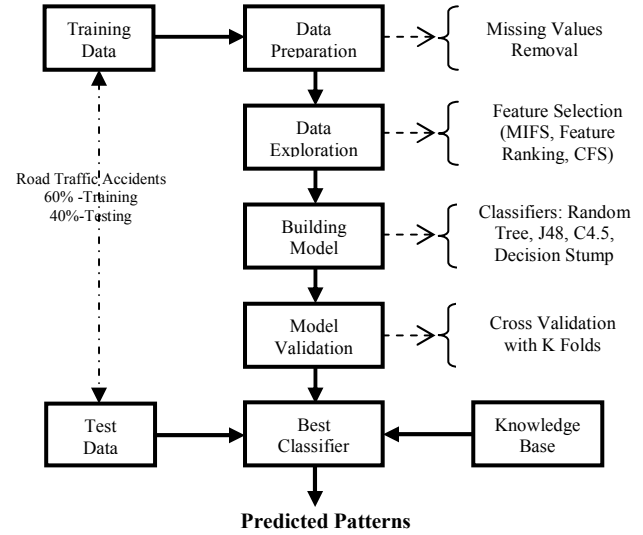 Training
Data
Data
Preparation
Missing Values
Removal
Data
Exploration
Feature Selection
(MIFS, Feature
Ranking, CFS)
Road Traffic Accidents
60% -Training
40%-Testing
Building
Model
Classifiers: Random
Tree, J48, C4.5,
Decision Stump
Model
Validation
Cross Validation
with K Folds
Test
Data
Best
Classifier
Knowledge
Base
Predicted Patterns